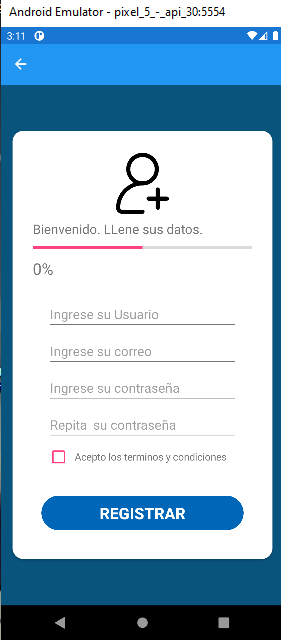 Android Emulator - pixel_5_-_api_30:5554
3:11
Bienvenido. LLene sus datos.
0%
Ingrese su Usuario
Ingrese su correo
Ingrese su contraseña
Repita  su contraseña
Acepto los terminos y condiciones
REGISTRAR